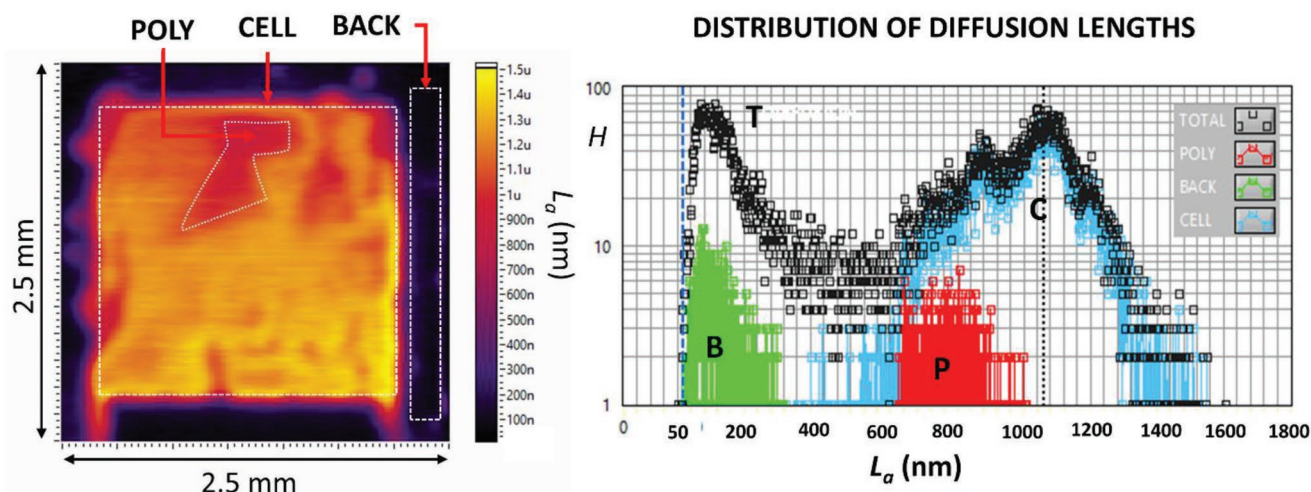 POLY CELL BACK
1.5u
1.4u
1.3u
1.2u
1.1u
1u
900n
800n
700n
600n
500n
400n
300n
200n
100n
Lₐ (nm)
2.5 mm
2.5 mm
DISTRIBUTION OF DIFFUSION LENGTHS
H
100
10
1
T
C
B
P
TOTAL
POLY
BACK
CELL
0 50 200 400 600 800 1000 1200 1400 1600 1800
Lₐ (nm)